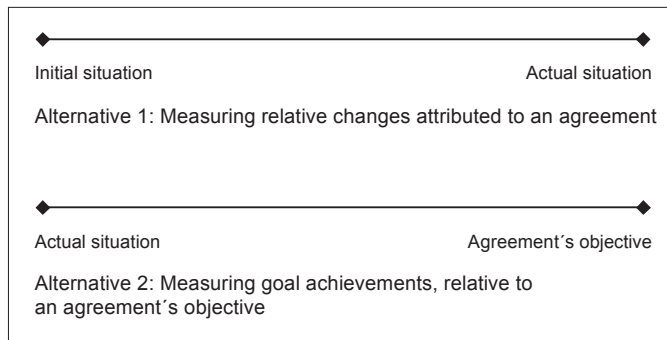 Initial situation Actual situation
Alternative 1: Measuring relative changes attributed to an agreement
Actual situation Agreement´s objective
Alternative 2: Measuring goal achievements, relative to
an agreement´s objective